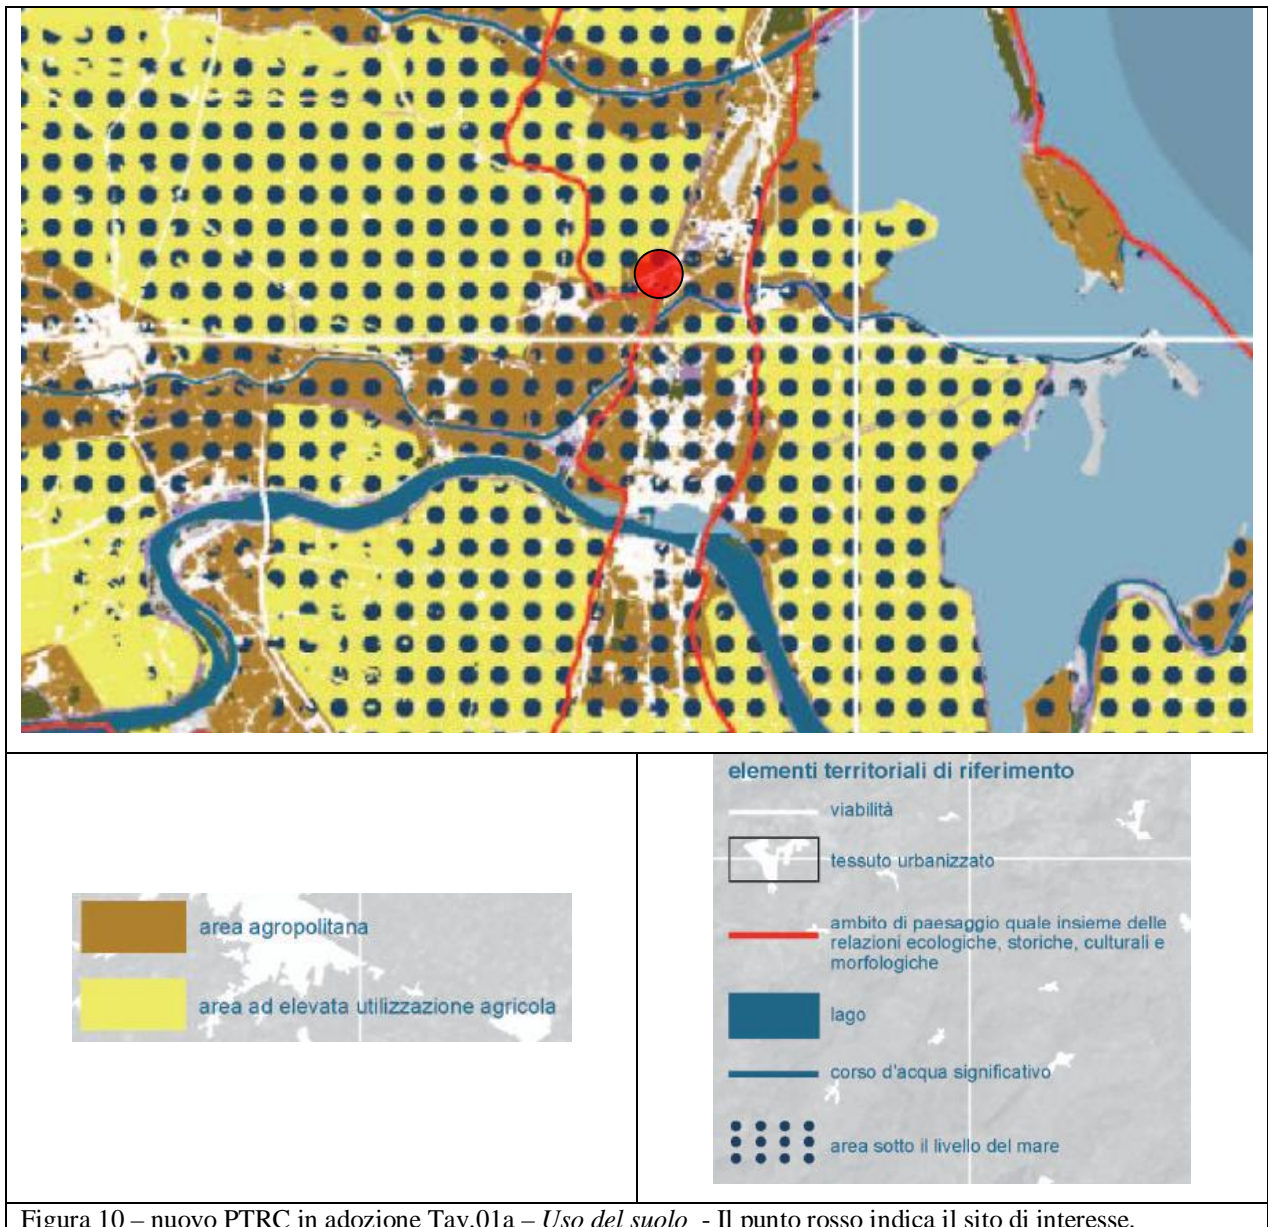 area agropolitana
area ad elevata utilizzazione agricola
elementi territoriali di riferimento
viabilità
tessuto urbanizzato
ambito di paesaggio quale insieme delle
relazioni ecologiche, storiche, culturali e
morfologiche
lago
corso d'acqua significativo
area sotto il livello del mare
Figura 10 – nuovo PTRC in adozione Tav.01a – Uso del suolo - Il punto rosso indica il sito di interesse.